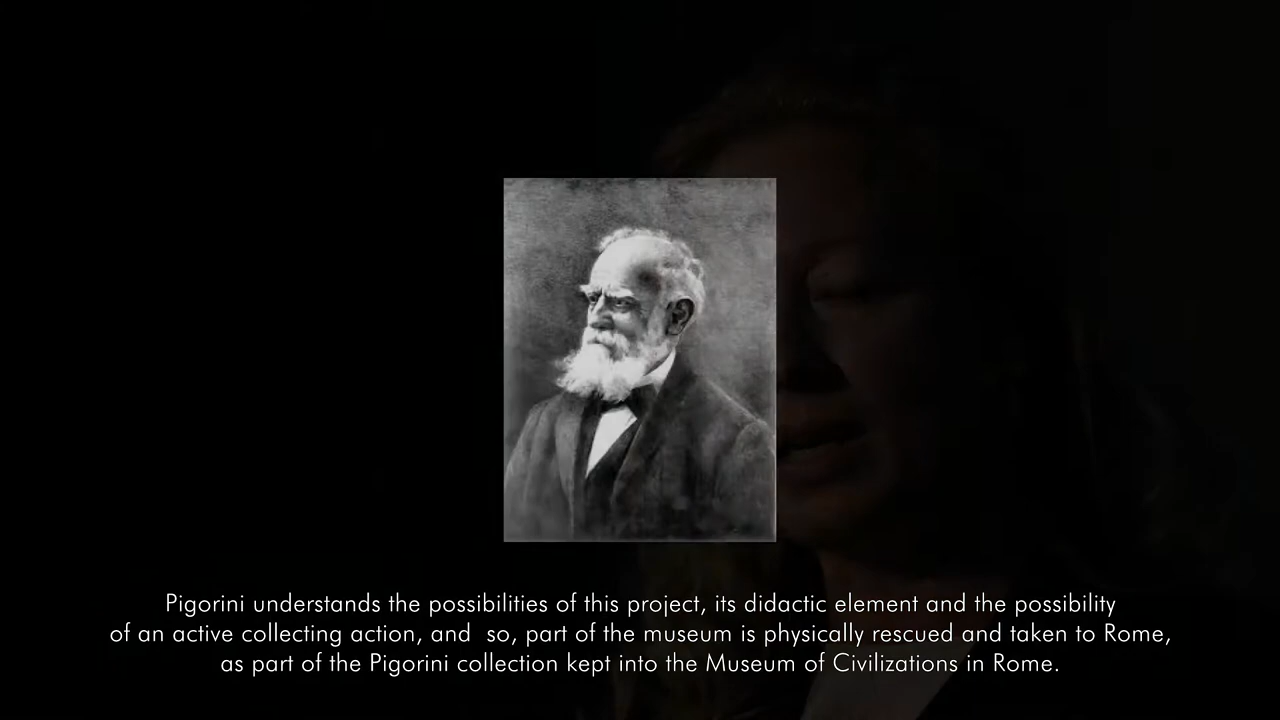 Pigorini understands the possibilities of this project, its didactic element and the possibility
of an active collecting action, and  so, part of the museum is physically rescued and taken to Rome,
as part of the Pigorini collection kept into the Museum of Civilizations in Rome.